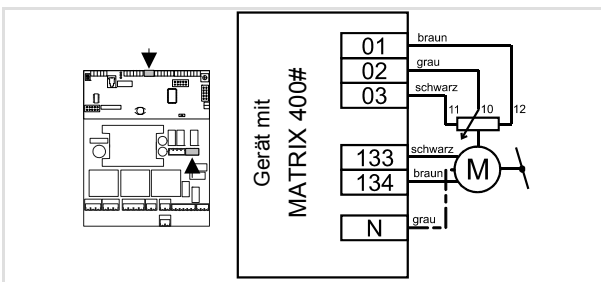 Gerät mit
MATRIX 400#
01
braun
02
grau
03
schwarz
11
10
12
133
schwarz
134
braun
M
N
grau